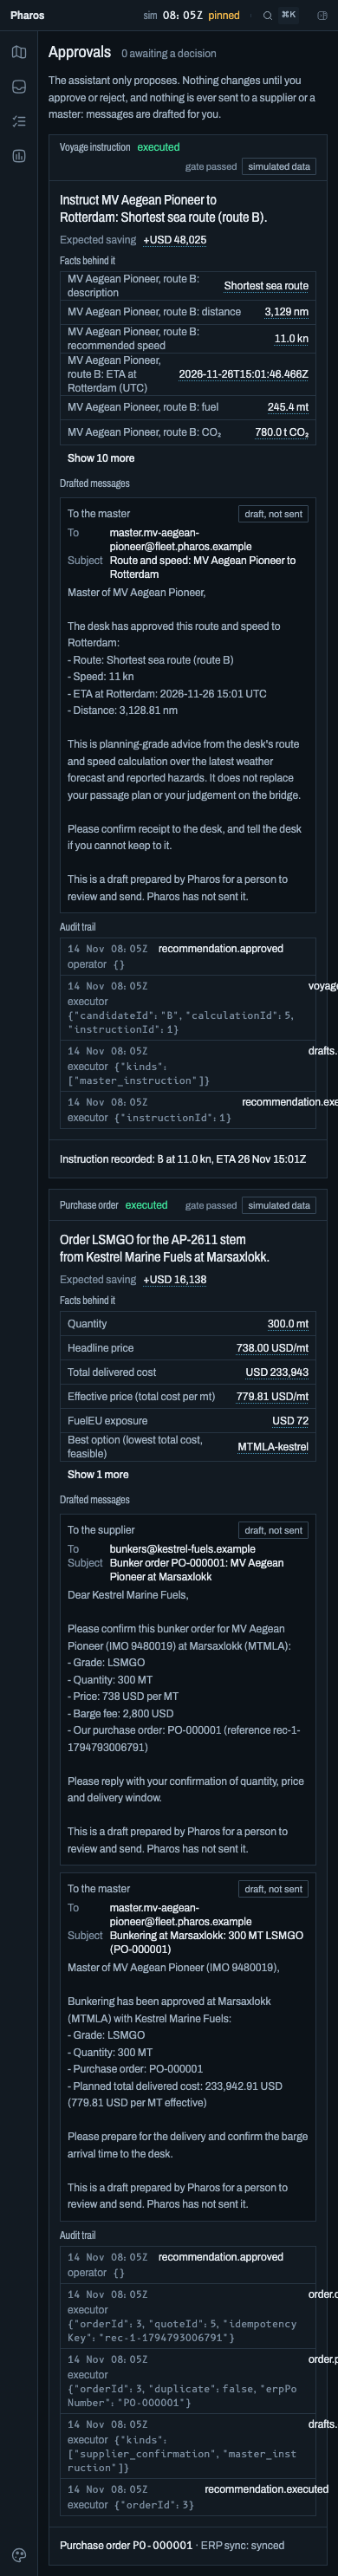 Pharos sim 08:05Z pinned ⌘K
Approvals 0 awaiting a decision
The assistant only proposes. Nothing changes until you
approve or reject, and nothing is ever sent to a supplier or a
master: messages are drafted for you.
Voyage instruction executed
gate passed simulated data
Instruct MV Aegean Pioneer to
Rotterdam: Shortest sea route (route B).
Expected saving +USD 48,025
Facts behind it
MV Aegean Pioneer, route B:
description Shortest sea route
MV Aegean Pioneer, route B: distance 3,129 nm
MV Aegean Pioneer, route B:
recommended speed 11.0 kn
MV Aegean Pioneer,
route B: ETA at 2026-11-26T15:01:46.466Z
Rotterdam (UTC)
MV Aegean Pioneer, route B: fuel 245.4 mt
MV Aegean Pioneer, route B: CO₂ 780.0 t CO₂
Show 10 more
Drafted messages
To the master draft, not sent
To master.mv-aegean-
pioneer@fleet.pharos.example
Subject Route and speed: MV Aegean Pioneer to
Rotterdam
Master of MV Aegean Pioneer,
The desk has approved this route and speed to
Rotterdam:
- Route: Shortest sea route (route B)
- Speed: 11 kn
- ETA at Rotterdam: 2026-11-26 15:01 UTC
- Distance: 3,128.81 nm
This is planning-grade advice from the desk's route
and speed calculation over the latest weather
forecast and reported hazards. It does not replace
your passage plan or your judgement on the bridge.
Please confirm receipt to the desk, and tell the desk
if you cannot keep to it.
This is a draft prepared by Pharos for a person to
review and send. Pharos has not sent it.
Audit trail
14 Nov 08:05Z recommendation.approved
operator {}
14 Nov 08:05Z voyag
executor
{"candidateId":"B","calculationId":5,
"instructionId":1}
14 Nov 08:05Z drafts.
executor {"kinds":
["master_instruction"]}
14 Nov 08:05Z recommendation.exe
executor {"instructionId":1}
Instruction recorded: B at 11.0 kn, ETA 26 Nov 15:01Z
Purchase order executed gate passed simulated data
Order LSMGO for the AP-2611 stem
from Kestrel Marine Fuels at Marsaxlokk.
Expected saving +USD 16,138
Facts behind it
Quantity 300.0 mt
Headline price 738.00 USD/mt
Total delivered cost USD 233,943
Effective price (total cost per mt) 779.81 USD/mt
FuelEU exposure USD 72
Best option (lowest total cost,
feasible) MTMLA-kestrel
Show 1 more
Drafted messages
To the supplier draft, not sent
To bunkers@kestrel-fuels.example
Subject Bunker order PO-000001: MV Aegean
Pioneer at Marsaxlokk
Dear Kestrel Marine Fuels,
Please confirm this bunker order for MV Aegean
Pioneer (IMO 9480019) at Marsaxlokk (MTMLA):
- Grade: LSMGO
- Quantity: 300 MT
- Price: 738 USD per MT
- Barge fee: 2,800 USD
- Our purchase order: PO-000001 (reference rec-1-
1794793006791)
Please reply with your confirmation of quantity, price
and delivery window.
This is a draft prepared by Pharos for a person to
review and send. Pharos has not sent it.
To the master draft, not sent
To master.mv-aegean-
pioneer@fleet.pharos.example
Subject Bunkering at Marsaxlokk: 300 MT LSMGO
(PO-000001)
Master of MV Aegean Pioneer (IMO 9480019),
Bunkering has been approved at Marsaxlokk
(MTMLA) with Kestrel Marine Fuels:
- Grade: LSMGO
- Quantity: 300 MT
- Purchase order: PO-000001
- Planned total delivered cost: 233,942.91 USD
(779.81 USD per MT effective)
Please prepare for the delivery and confirm the barge
arrival time to the desk.
This is a draft prepared by Pharos for a person to
review and send. Pharos has not sent it.
Audit trail
14 Nov 08:05Z recommendation.approved
operator {}
14 Nov 08:05Z order.c
executor
{"orderId":3,"quoteId":5,"idempotency
Key":"rec-1-1794793006791"}
14 Nov 08:05Z order.p
executor
{"orderId":3,"duplicate":false,"erpPo
Number":"PO-000001"}
14 Nov 08:05Z drafts.
executor {"kinds":
["supplier_confirmation","master_inst
ruction"]}
14 Nov 08:05Z recommendation.executed
executor {"orderId":3}
Purchase order PO-000001 · ERP sync: synced